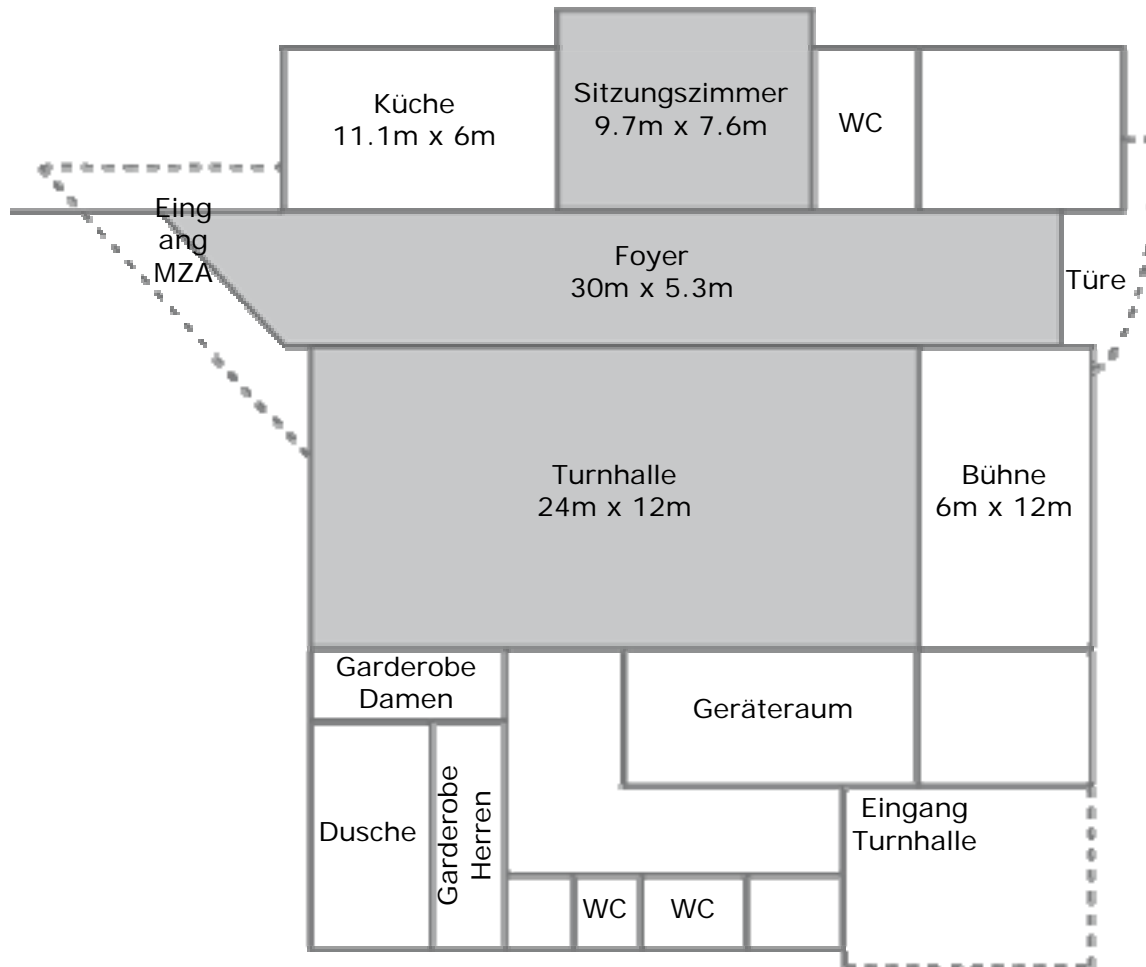 Küche
11.1m x 6m
Sitzungszimmer
9.7m x 7.6m
WC
Eing
ang
MZA
Foyer
30m x 5.3m
Türe
Turnhalle
24m x 12m
Bühne
6m x 12m
Garderobe
Damen
Geräteraum
Dusche
Garderobe
Herren
Eingang
Turnhalle
WC
WC